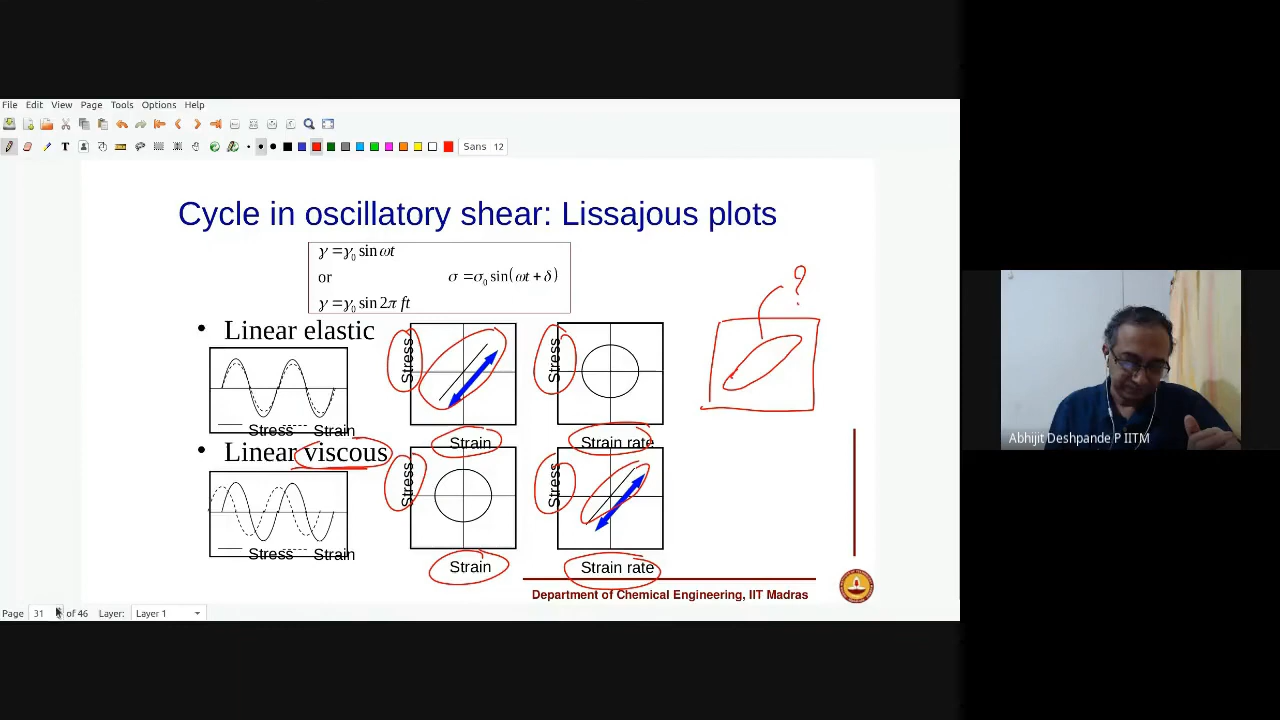 File Edit View Page Tools Options Help
Sans 12
Cycle in oscillatory shear: Lissajous plots
γ =γ₀ sin ωt
or
σ =σ₀ sin(ωt + δ)
γ =γ₀ sin 2π ft
?
• Linear elastic
Stress
Stress
Stress Strain
Strain
Strain rate
• Linear viscous
Stress
Stress
Stress Strain
Strain
Strain rate
Department of Chemical Engineering, IIT Madras
Page 31 of 46 Layer: Layer 1
Abhijit Deshpande P IITM